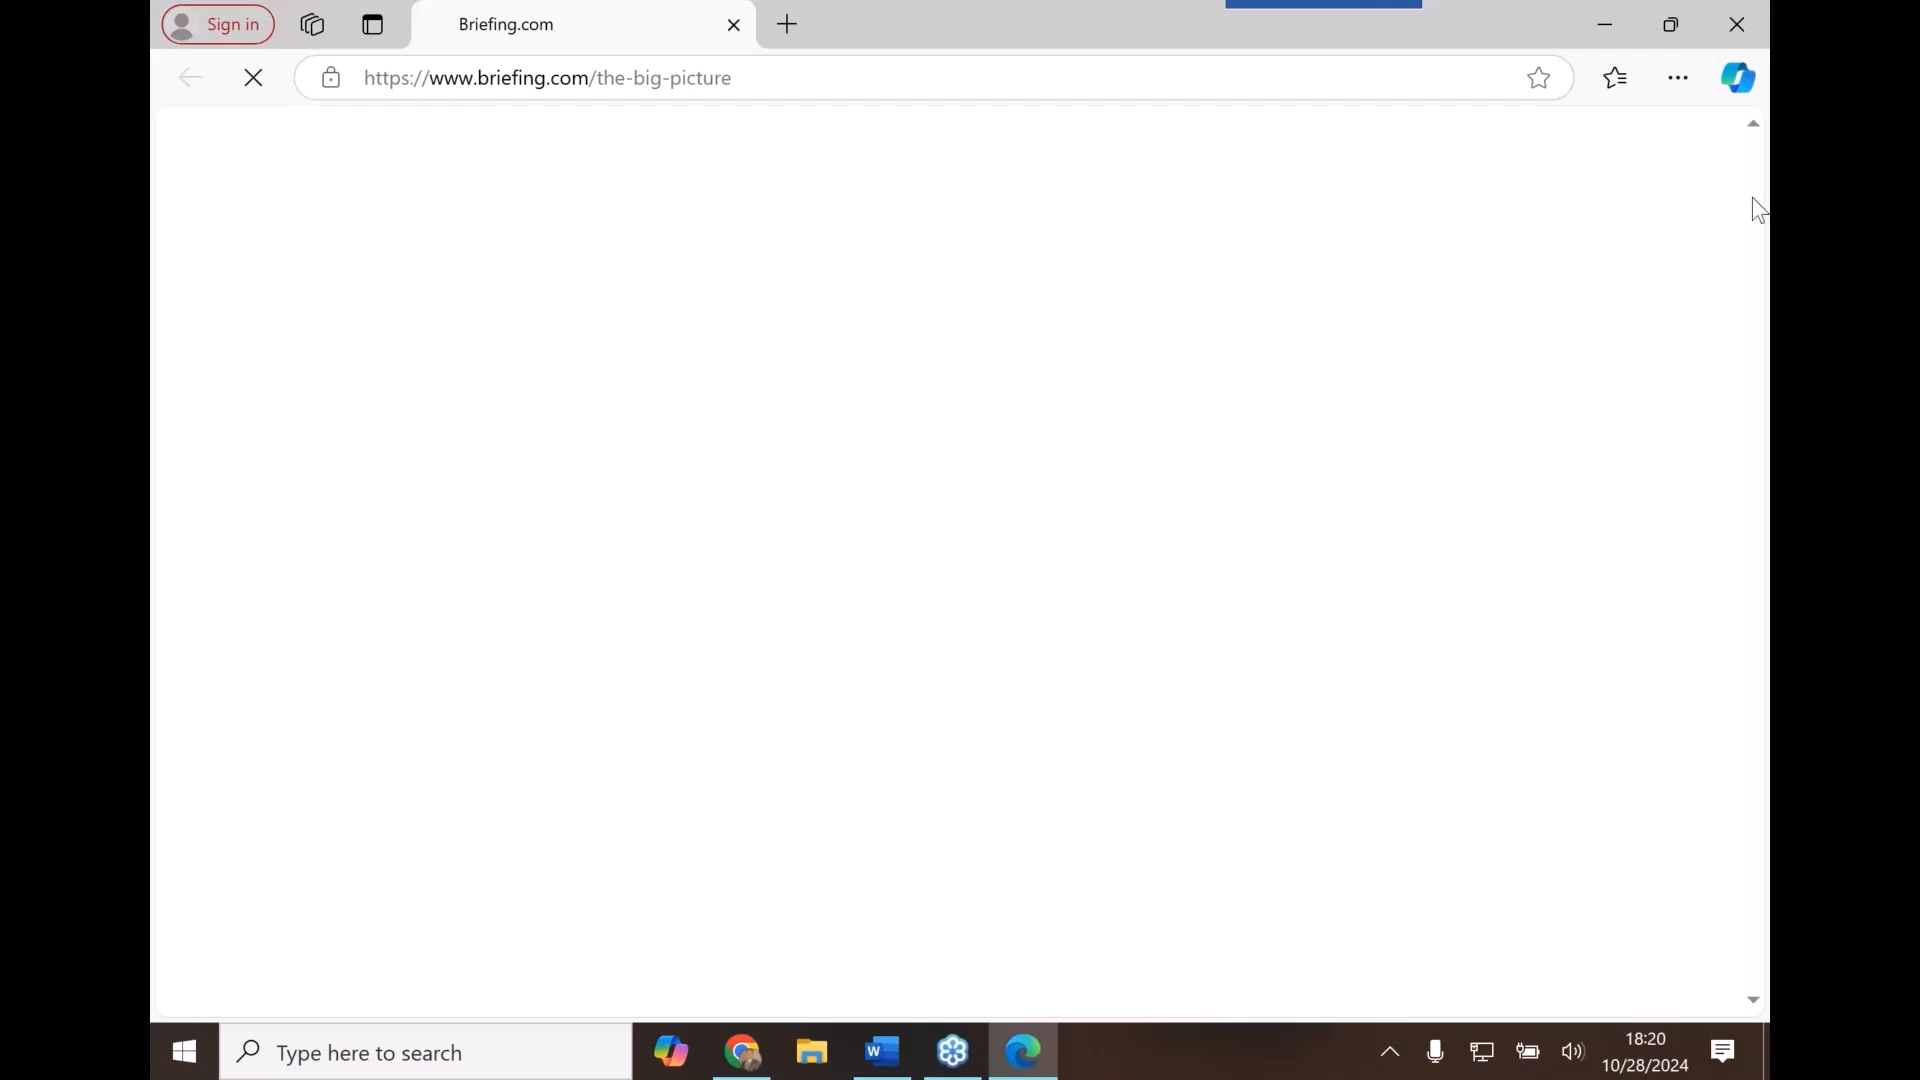 Sign in
Briefing.com
https://www.briefing.com/the-big-picture
Type here to search
W
18:20
10/28/2024